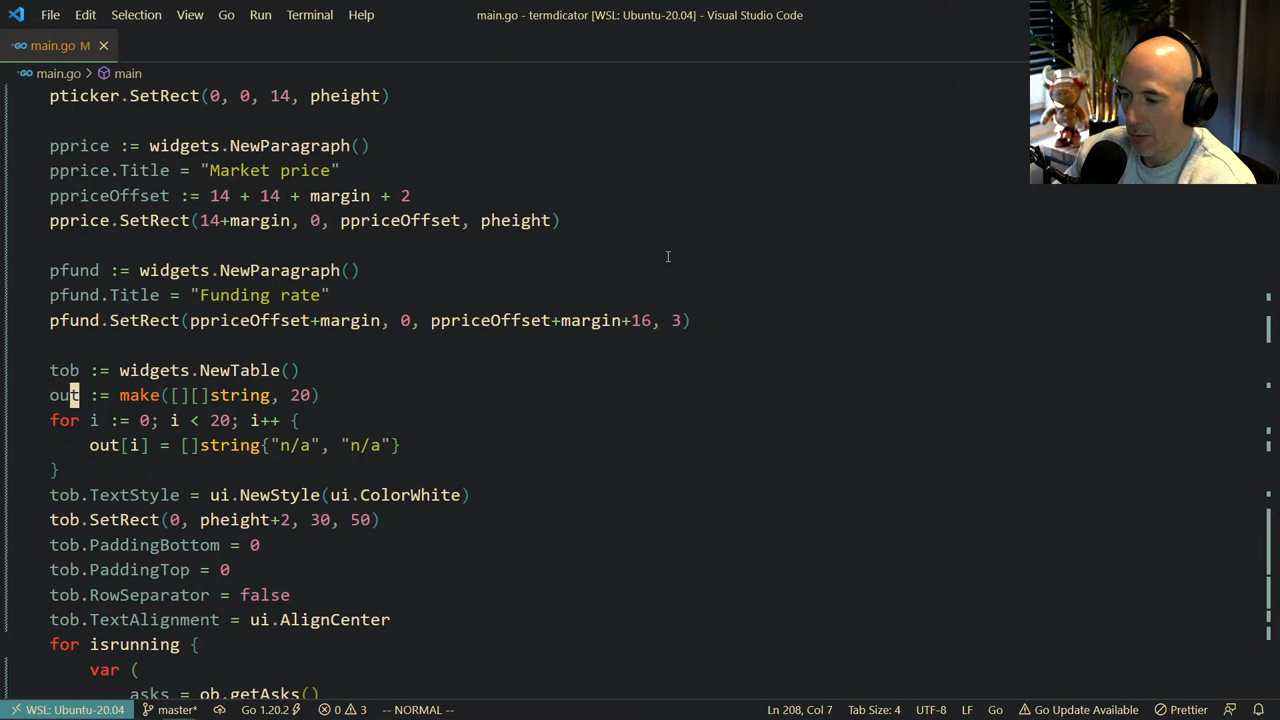 File Edit Selection View Go Run Terminal Help main.go - termdicator [WSL: Ubuntu-20.04] - Visual Studio Code
main.go M
main.go > main
pticker.SetRect(0, 0, 14, pheight)
pprice := widgets.NewParagraph()
pprice.Title = "Market price"
ppriceOffset := 14 + 14 + margin + 2
pprice.SetRect(14+margin, 0, ppriceOffset, pheight)
pfund := widgets.NewParagraph()
pfund.Title = "Funding rate"
pfund.SetRect(ppriceOffset+margin, 0, ppriceOffset+margin+16, 3)
tob := widgets.NewTable()
out := make([][]string, 20)
for i := 0; i < 20; i++ {
out[i] = []string{"n/a", "n/a"}
}
tob.TextStyle = ui.NewStyle(ui.ColorWhite)
tob.SetRect(0, pheight+2, 30, 50)
tob.PaddingBottom = 0
tob.PaddingTop = 0
tob.RowSeparator = false
tob.TextAlignment = ui.AlignCenter
for isrunning {
var (
asks = ob.getAsks()
WSL: Ubuntu-20.04 master* Go 1.20.2 0 3 -- NORMAL -- Ln 208, Col 7 Tab Size: 4 UTF-8 LF Go Go Update Available Prettier